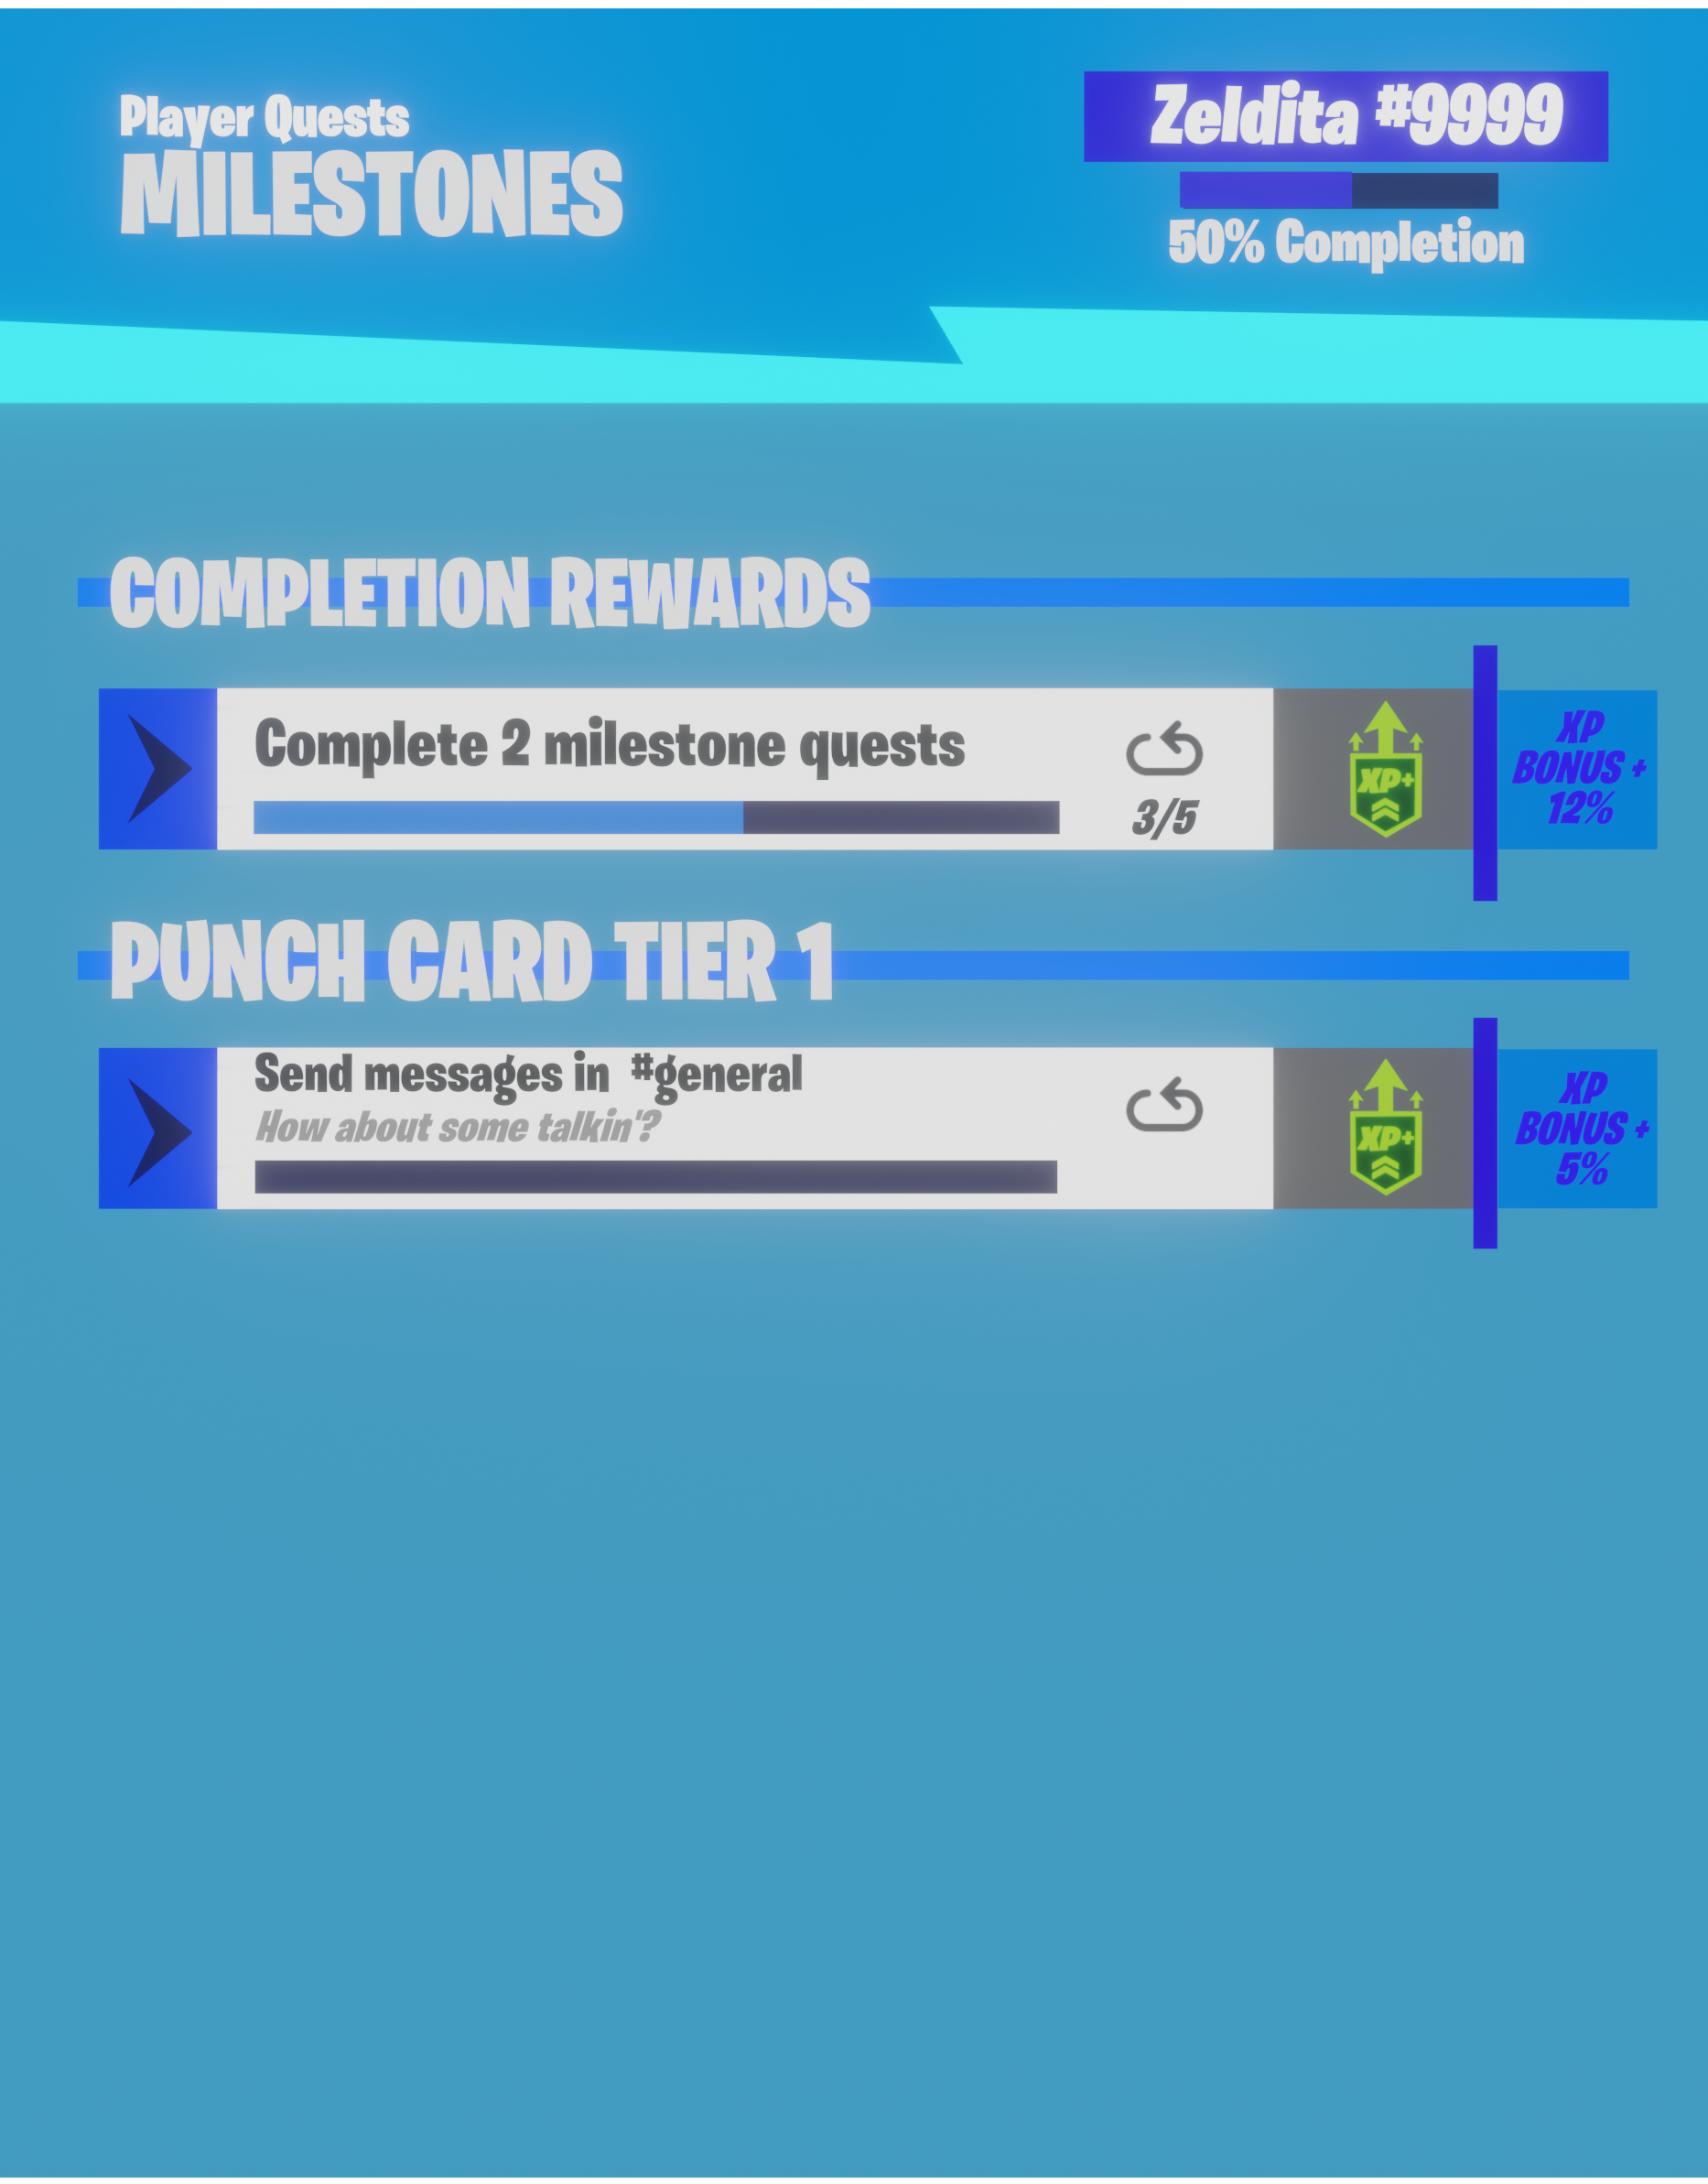 Player Quests
MILESTONES
Zeldita #9999
50% Completion
COMPLETION REWARDS
Complete 2 milestone quests
3/5
XP+
XP
BONUS +
12%
PUNCH CARD TIER 1
Send messages in #general
How about some talkin'?
XP+
XP
BONUS +
5%